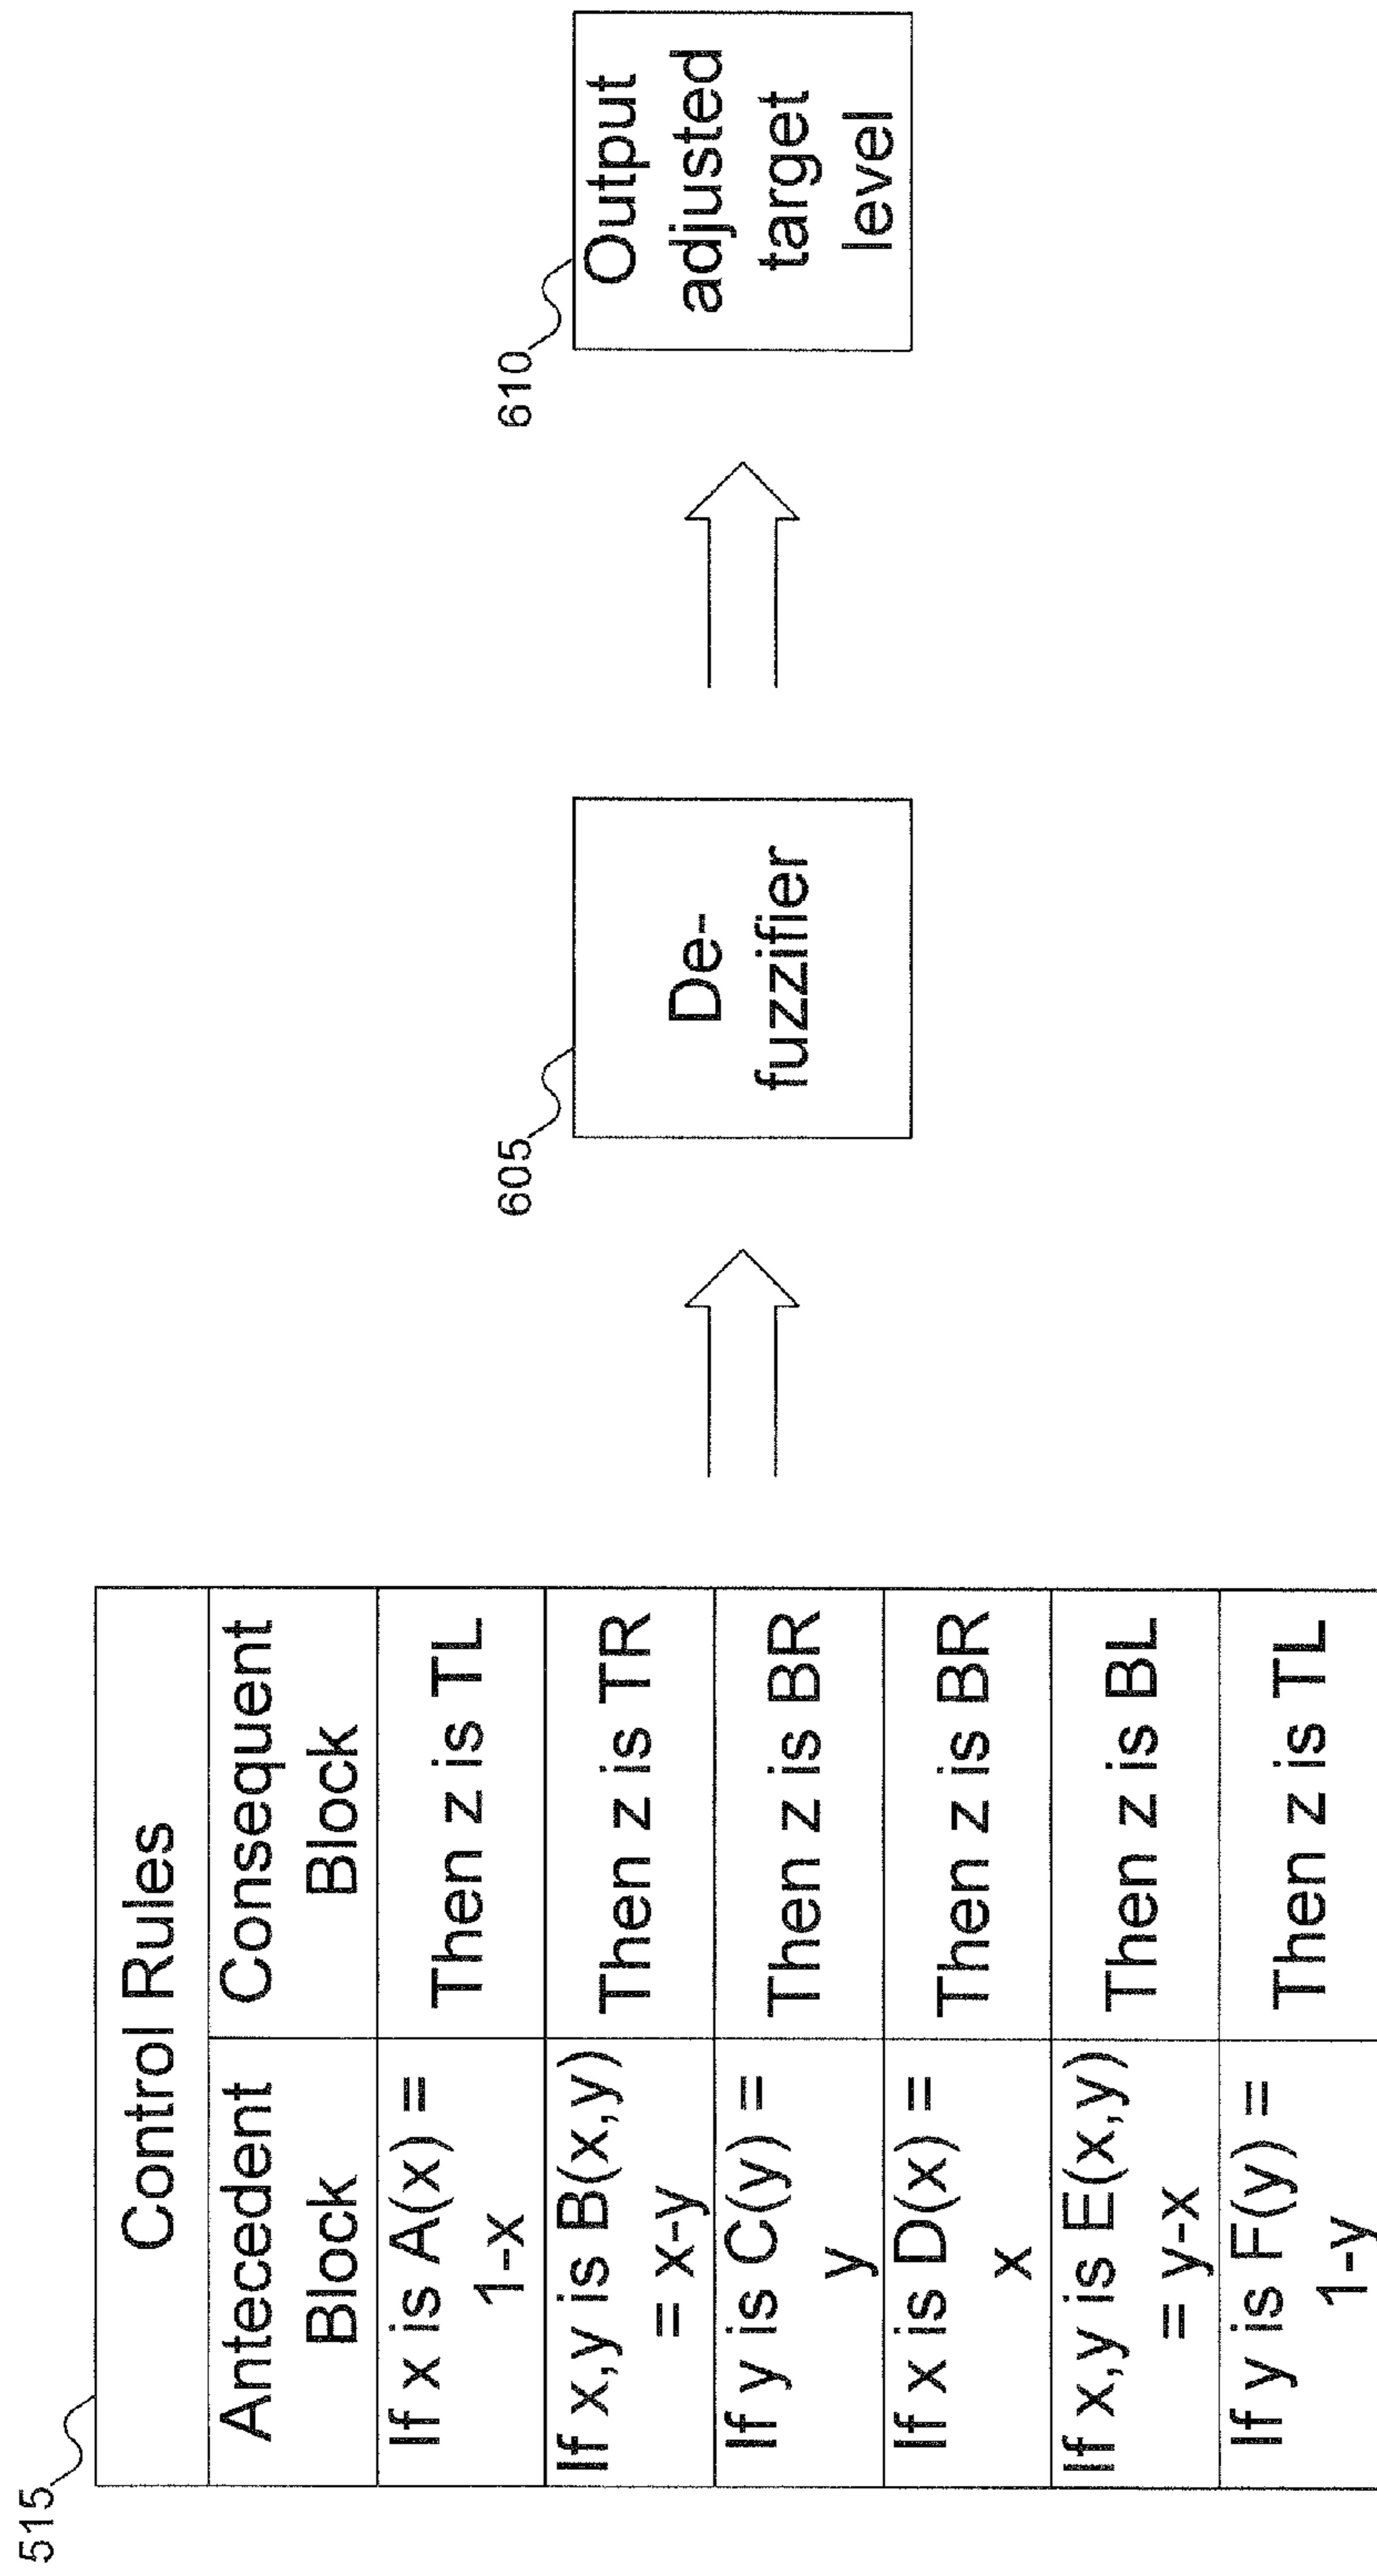 515
Control Rules
Antecedent
Block
Consequent
Block
If x is A(x) =
1-x
Then z is TL
If x,y is B(x,y)
= x-y
Then z is TR
If y is C(y) =
y
Then z is BR
If x is D(x) =
x
Then z is BR
If x,y is E(x,y)
= y-x
Then z is BL
If y is F(y) =
1-y
Then z is TL
605
De-
fuzzifier
610
Output
adjusted
target
level